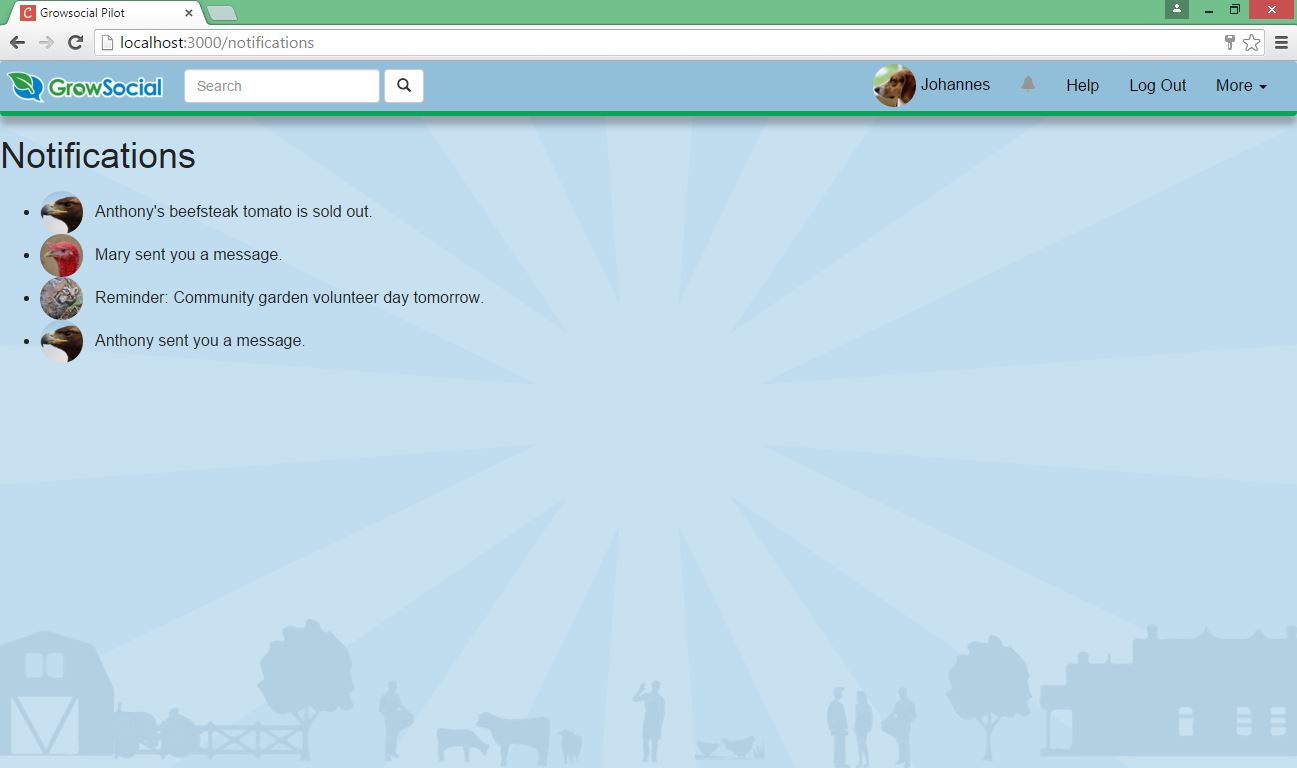 Growsocial Pilot
localhost:3000/notifications
GrowSocial Search Johannes Help Log Out More
Notifications
Anthony's beefsteak tomato is sold out.
Mary sent you a message.
Reminder: Community garden volunteer day tomorrow.
Anthony sent you a message.